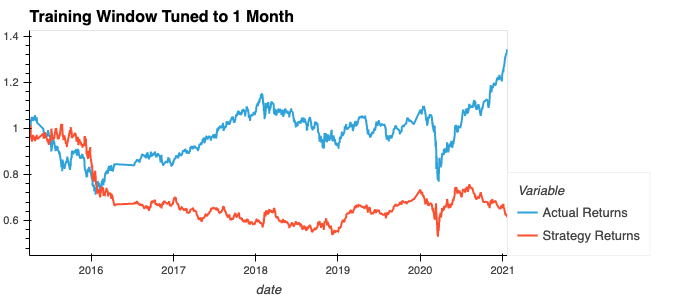 Training Window Tuned to 1 Month
1.4
1.2
1
0.8
0.6
2016 2017 2018 2019 2020 2021
date
Variable
Actual Returns
Strategy Returns